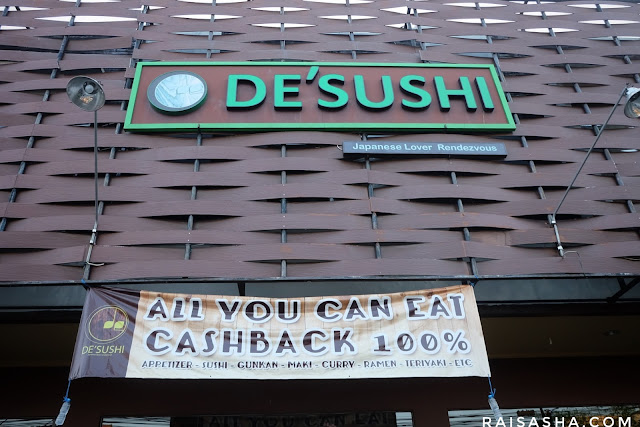 DE'SUSHI
Japanese Lover Rendezvous
ALL YOU CAN EAT
CASHBACK 100%
DE'SUSHI
APPETIZER - SUSHI - GUNKAN - MAKI - CURRY - RAMEN - TERIYAKI - ETC
RAISASHA.COM